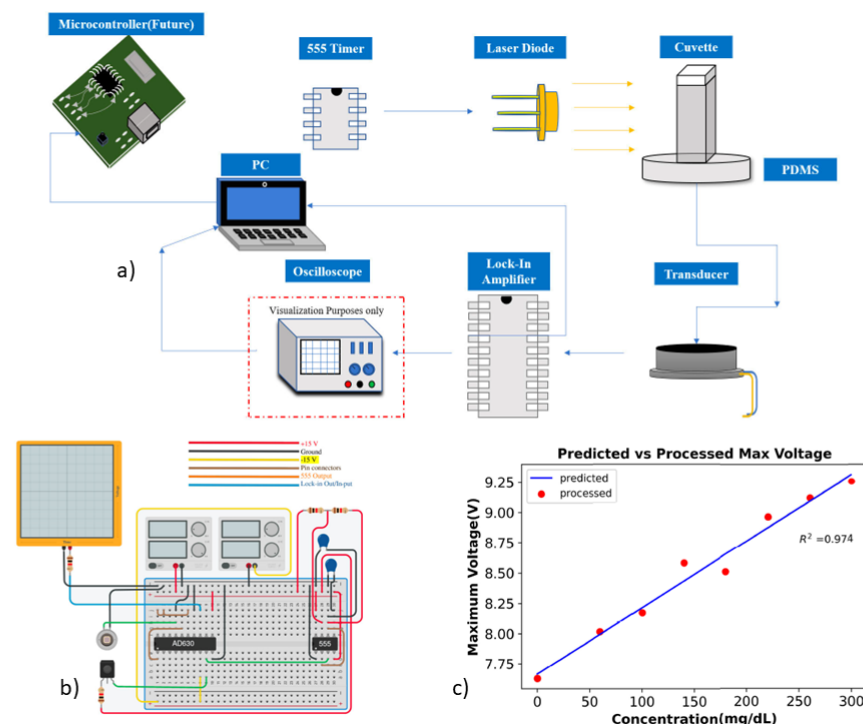 Microcontroller(Future)
555 Timer
Laser Diode
Cuvette
PC
PDMS
a)
Oscilloscope
Lock-In
Amplifier
Transducer
Visualization Purposes only
+15 V
Ground
-15 V
Pin connectors
555 Output
Lock-in Out/In-put
AD630
555
b)
c)
Predicted vs Processed Max Voltage
predicted
processed
R² =0.974
Maximum Voltage(V)
9.25
9.00
8.75
8.50
8.25
8.00
7.75
0
50
100
150
200
250
300
Concentration(mg/dL)